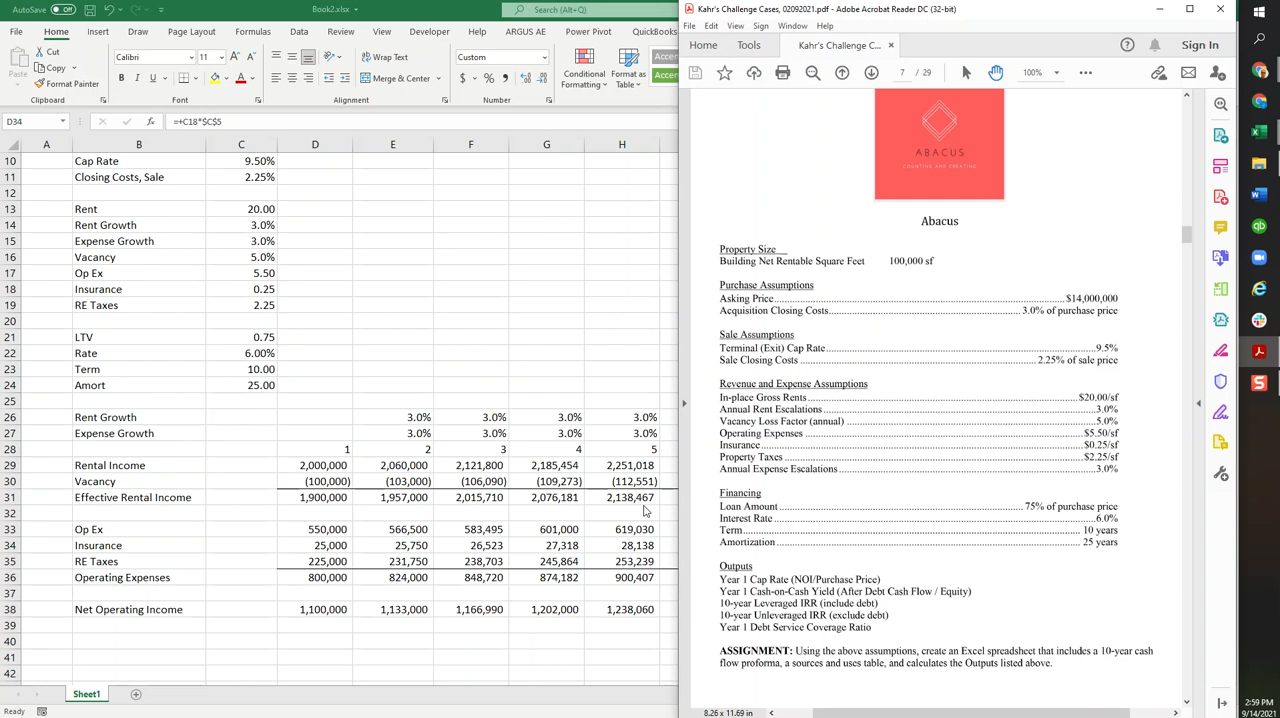 AutoSave Off Book2.xlsx Search (Alt+Q)
File Home Insert Draw Page Layout Formulas Data Review View Developer ARGUS AE Power Pivot QuickBooks
Paste Cut Copy Format Painter Clipboard
Calibri 11 B I U Font
Merge & Center Alignment
Custom $ % Number
Conditional Formatting Format as Table
D34 fx =+C18*$C$5
A B C D E F G H
10 Cap Rate 9.50%
11 Closing Costs, Sale 2.25%
12
13 Rent 20.00
14 Rent Growth 3.0%
15 Expense Growth 3.0%
16 Vacancy 5.0%
17 Op Ex 5.50
18 Insurance 0.25
19 RE Taxes 2.25
20
21 LTV 0.75
22 Rate 6.00%
23 Term 10.00
24 Amort 25.00
25
26 Rent Growth 3.0% 3.0% 3.0% 3.0%
27 Expense Growth 3.0% 3.0% 3.0% 3.0%
28 1 2 3 4 5
29 Rental Income 2,000,000 2,060,000 2,121,800 2,185,454 2,251,018
30 Vacancy (100,000) (103,000) (106,090) (109,273) (112,551)
31 Effective Rental Income 1,900,000 1,957,000 2,015,710 2,076,181 2,138,467
32
33 Op Ex 550,000 566,500 583,495 601,000 619,030
34 Insurance 25,000 25,750 26,523 27,318 28,138
35 RE Taxes 225,000 231,750 238,703 245,864 253,239
36 Operating Expenses 800,000 824,000 848,720 874,182 900,407
37
38 Net Operating Income 1,100,000 1,133,000 1,166,990 1,202,000 1,238,060
39
40
41
42
Sheet1
Ready
Kahr's Challenge Cases, 02092021.pdf - Adobe Acrobat Reader DC (32-bit)
File Edit View Sign Window Help
Home Tools Kahr's Challenge C... Sign In
7 / 29 100%
ABACUS
COUNTING AND CREATING
Abacus
Property Size
Building Net Rentable Square Feet 100,000 sf
Purchase Assumptions
Asking Price $14,000,000
Acquisition Closing Costs 3.0% of purchase price
Sale Assumptions
Terminal (Exit) Cap Rate 9.5%
Sale Closing Costs 2.25% of sale price
Revenue and Expense Assumptions
In-place Gross Rents $20.00/sf
Annual Rent Escalations 3.0%
Vacancy Loss Factor (annual) 5.0%
Operating Expenses $5.50/sf
Insurance $0.25/sf
Property Taxes $2.25/sf
Annual Expense Escalations 3.0%
Financing
Loan Amount 75% of purchase price
Interest Rate 6.0%
Term 10 years
Amortization 25 years
Outputs
Year 1 Cap Rate (NOI/Purchase Price)
Year 1 Cash-on-Cash Yield (After Debt Cash Flow / Equity)
10-year Leveraged IRR (include debt)
10-year Unleveraged IRR (exclude debt)
Year 1 Debt Service Coverage Ratio
ASSIGNMENT: Using the above assumptions, create an Excel spreadsheet that includes a 10-year cash
flow proforma, a sources and uses table, and calculates the Outputs listed above.
8.26 x 11.69 in
2:59 PM
9/14/2021